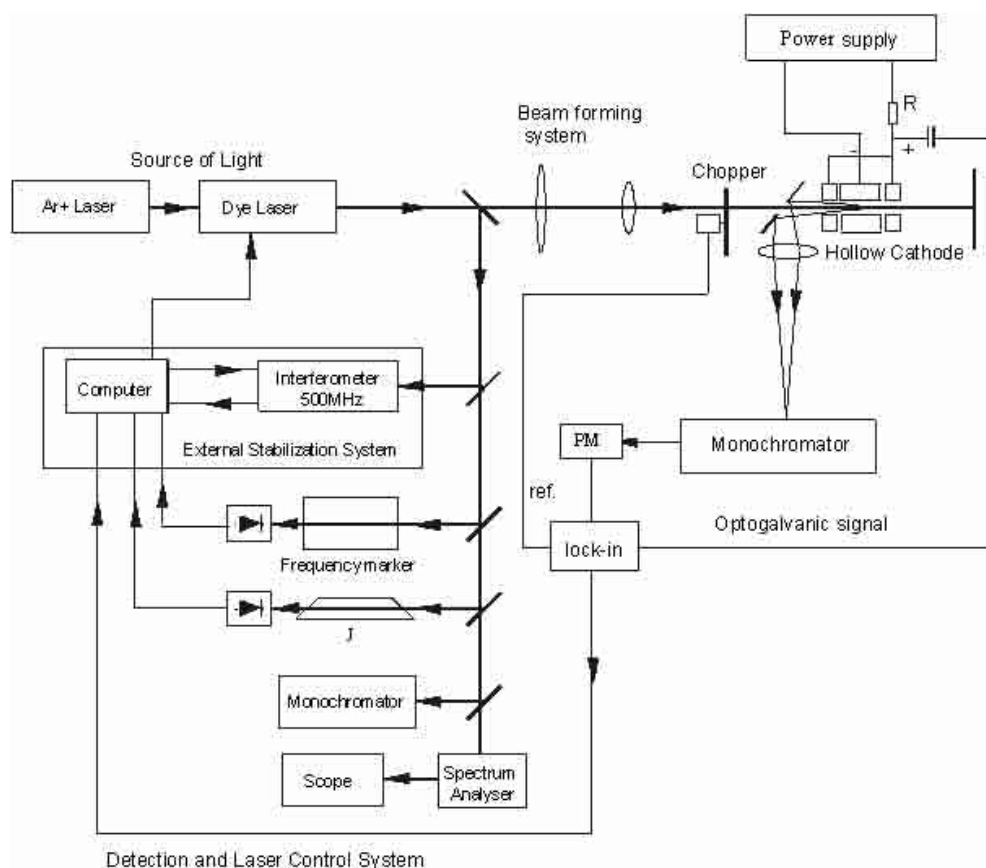 Power supply
R
Beam forming
system
- +
Source of Light
Chopper
Ar+ Laser
Dye Laser
Hollow Cathode
Computer
Interferometer
500MHz
External Stabilization System
PM
Monochromator
ref.
Optogalvanic signal
lock-in
Frequency marker
J
Monochromator
Scope
Spectrum
Analyser
Detection and Laser Control System